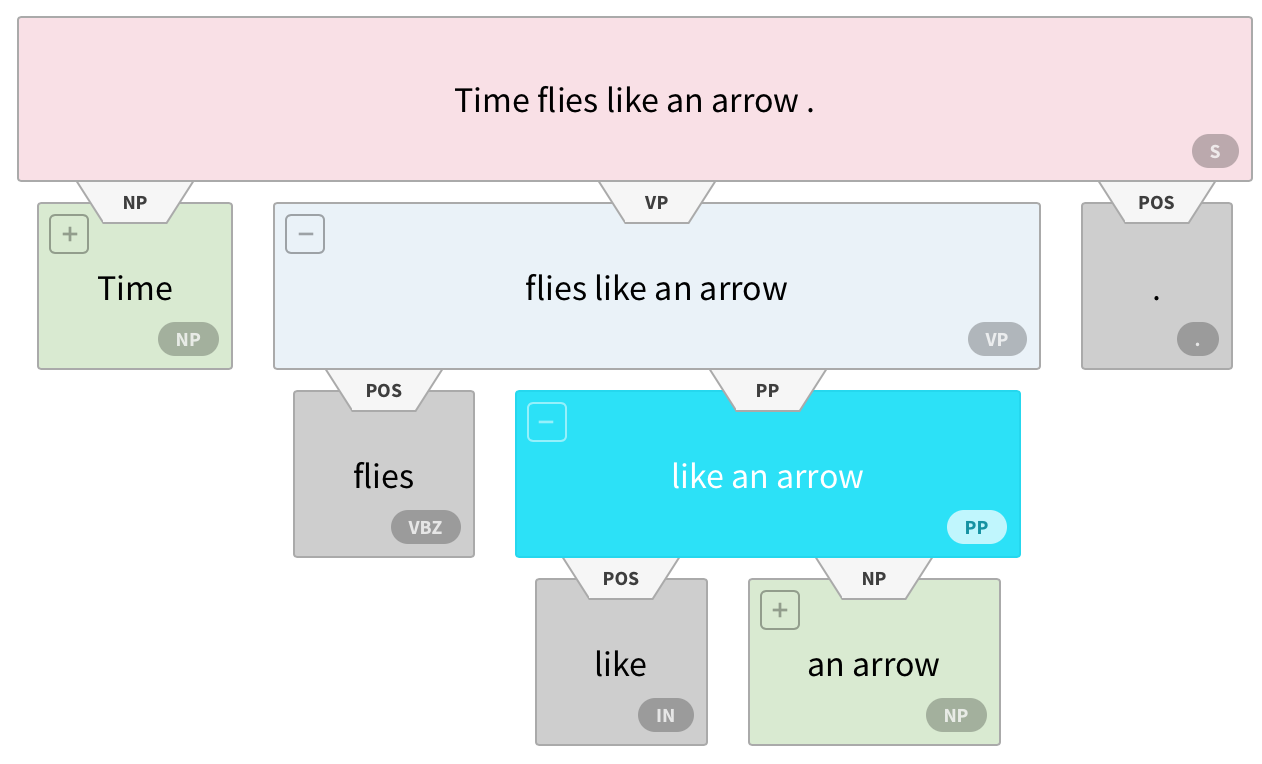 Time flies like an arrow .
S
NP
VP
POS
+
−
Time
flies like an arrow
.
NP
VP
.
POS
PP
−
flies
like an arrow
VBZ
PP
POS
NP
+
like
an arrow
IN
NP